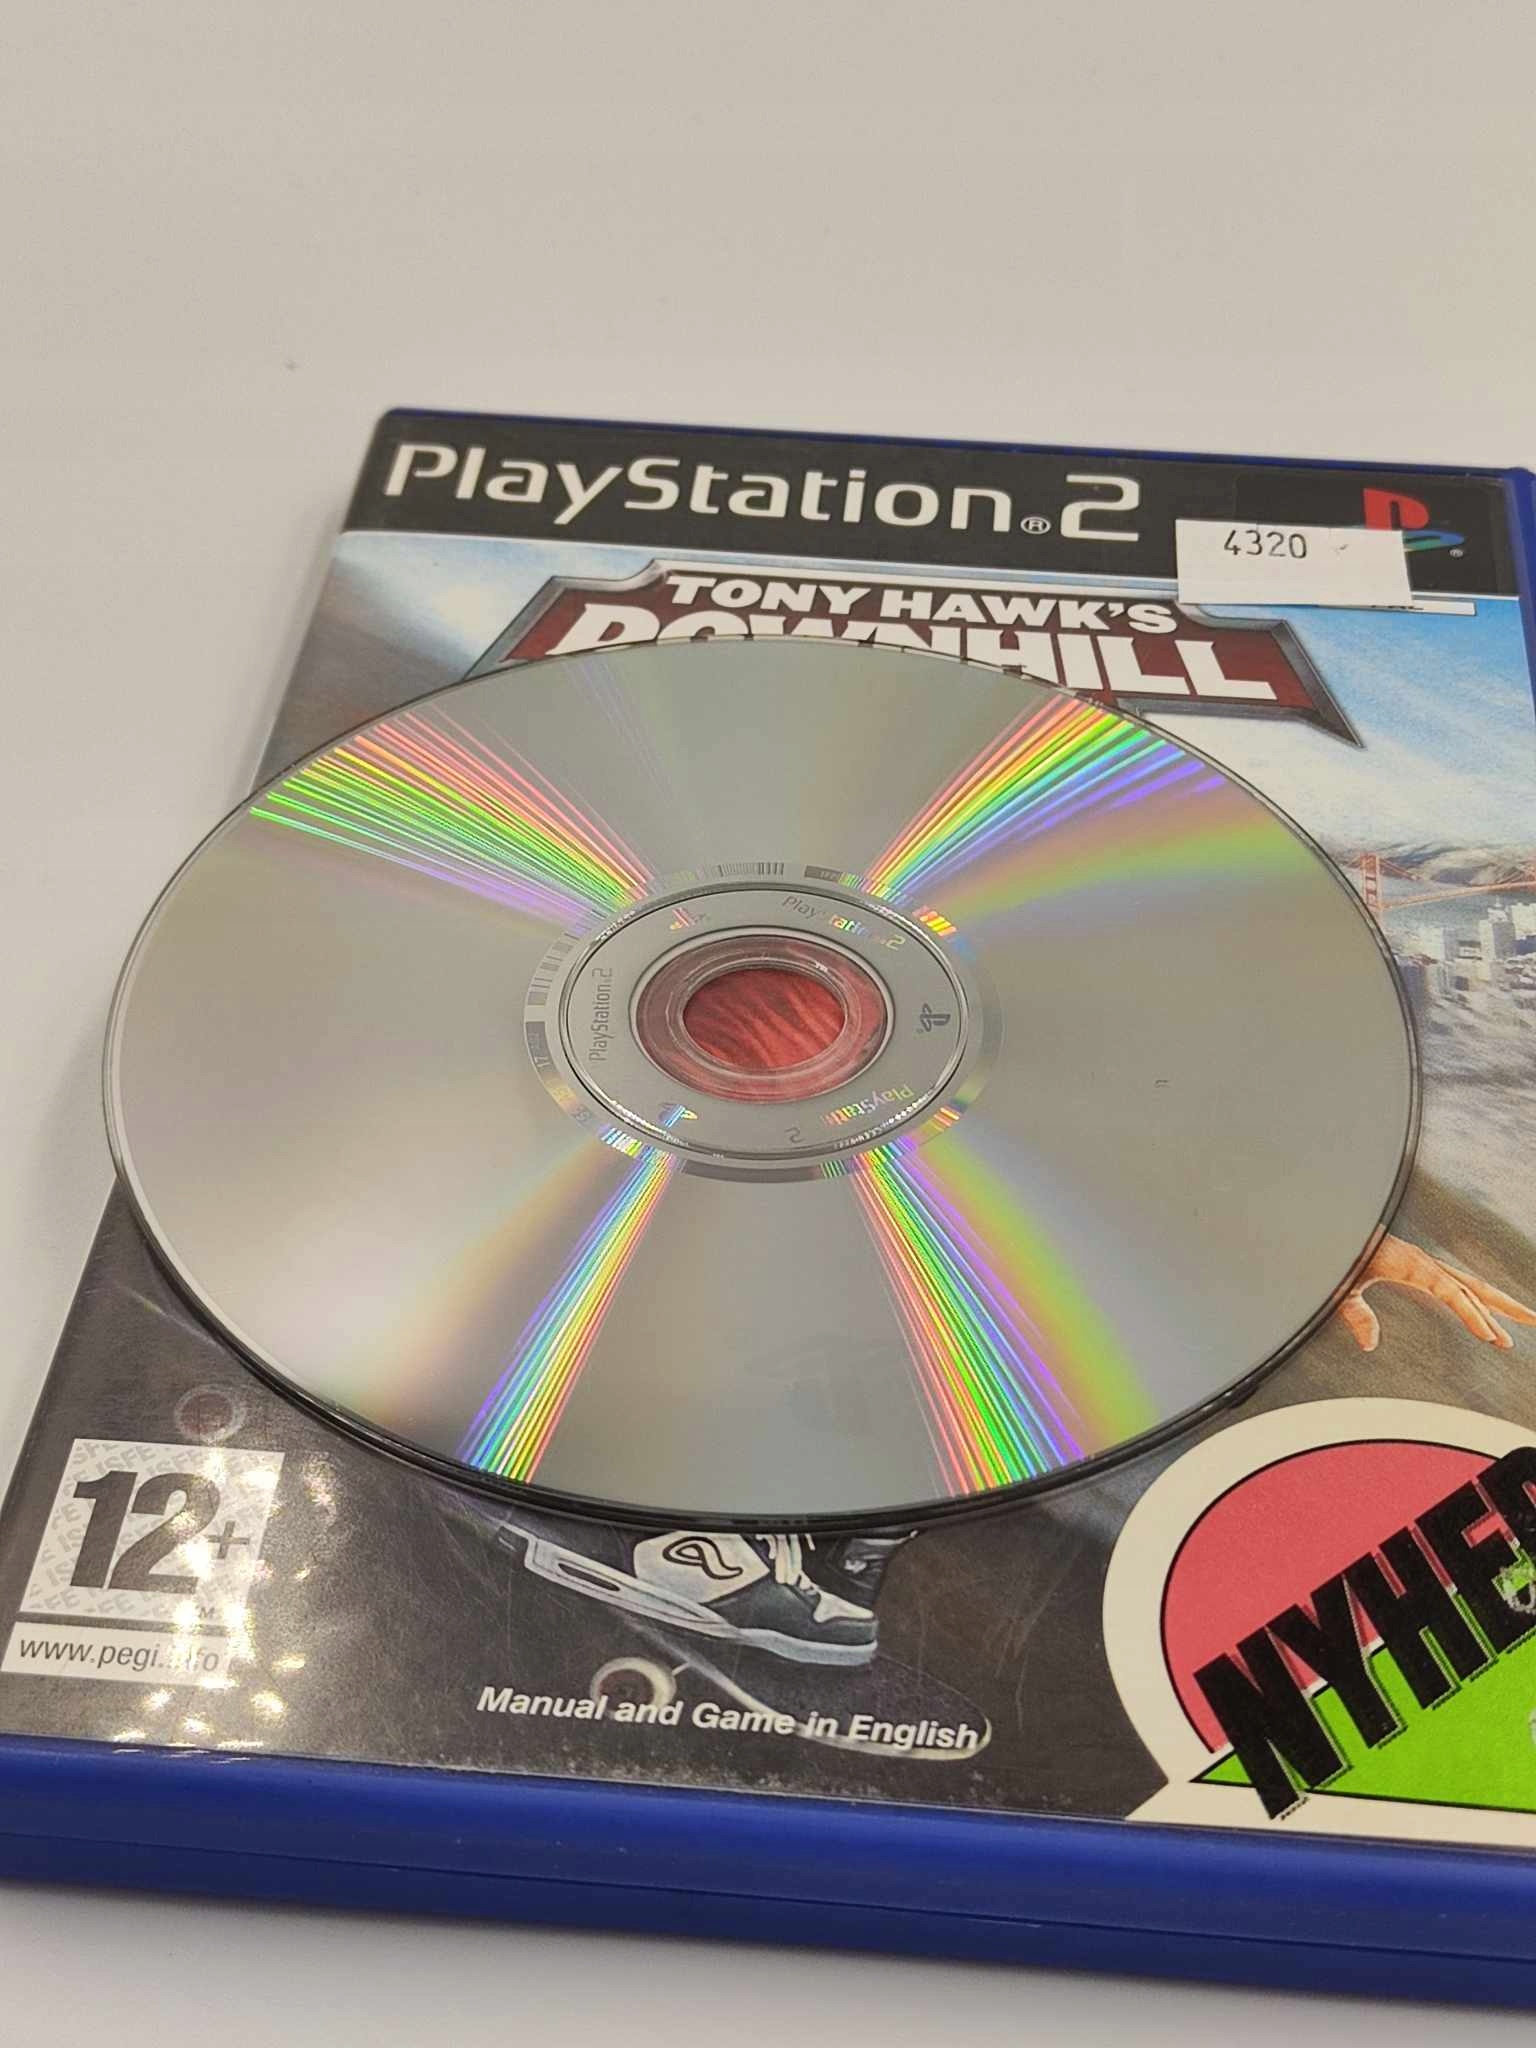 PlayStation®2
4320
TONY HAWK'S
DOWNHILL
PlayStation®2
PlayStation®2
PlayStation 2
12+
www.pegi.info
Manual and Game in English